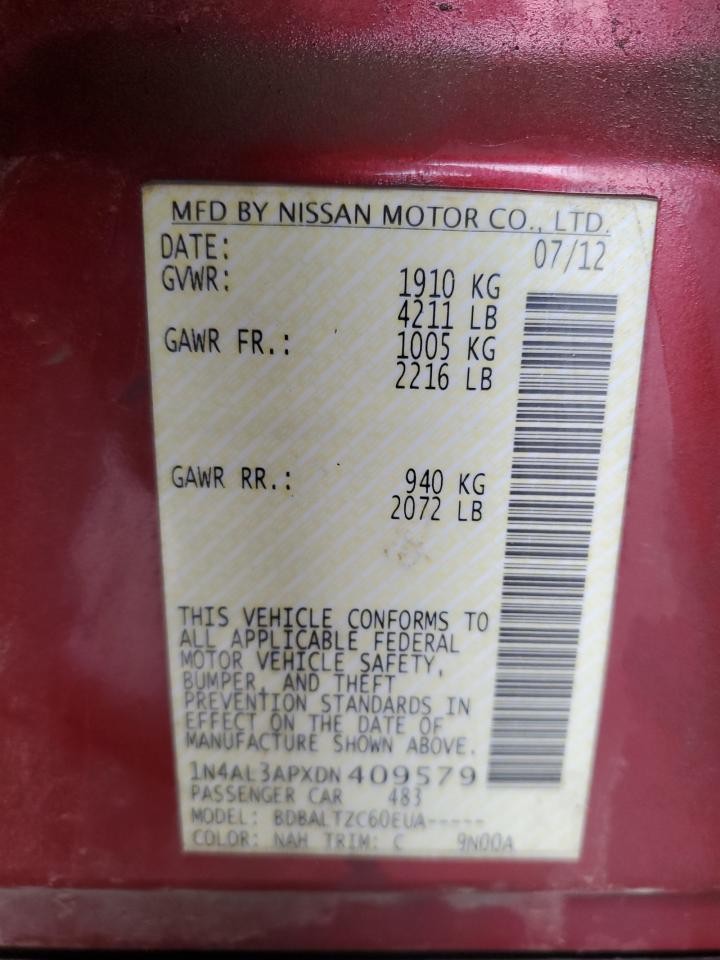 MFD BY NISSAN MOTOR CO., LTD.
DATE: 07/12
GVWR: 1910 KG
4211 LB
GAWR FR.: 1005 KG
2216 LB
GAWR RR.: 940 KG
2072 LB
THIS VEHICLE CONFORMS TO
ALL APPLICABLE FEDERAL
MOTOR VEHICLE SAFETY,
BUMPER, AND THEFT
PREVENTION STANDARDS IN
EFFECT ON THE DATE OF
MANUFACTURE SHOWN ABOVE.
1N4AL3APXDN409579
PASSENGER CAR 483
MODEL: BDBALTZC60EUA-----
COLOR: NAH TRIM: C 9N00A